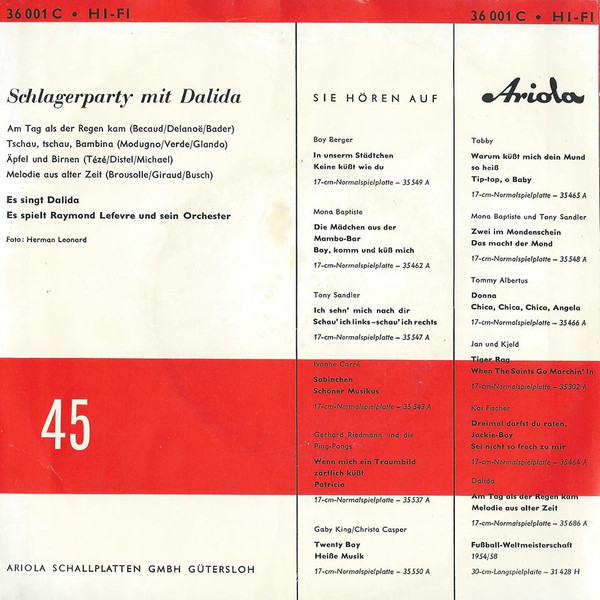 36 001 C • HI-FI
36 001 C • HI-FI
Schlagerparty mit Dalida
Am Tag als der Regen kam (Becaud/Delanoë/Bader)
Tschau, tschau, Bambina (Modugno/Verde/Glando)
Äpfel und Birnen (Tézé/Distel/Michael)
Melodie aus alter Zeit (Brousolle/Giraud/Busch)
Es singt Dalida
Es spielt Raymond Lefevre und sein Orchester
Foto: Herman Leonard
45
ARIOLA SCHALLPLATTEN GMBH GÜTERSLOH
SIE HÖREN AUF
Boy Berger
In unserm Städtchen
Keine küßt wie du
17-cm-Normalspielplatte – 35 549 A
Mona Baptiste
Die Mädchen aus der
Mambo-Bar
Boy, komm und küß mich
17-cm-Normalspielplatte – 35 462 A
Tony Sandler
Ich sehn' mich nach dir
Schau' ich links – schau' ich rechts
17-cm-Normalspielplatte – 35 547 A
Ivonne Carré
Sabinchen
Schöner Musikus
17-cm-Normalspielplatte – 35 543 A
Gerhard Riedmann und die
Ping-Pongs
Wenn mich ein Traumbild
zärtlich küßt
Patricia
17-cm-Normalspielplatte – 35 537 A
Gaby King/Christa Casper
Twenty Boy
Heiße Musik
17-cm-Normalspielplatte – 35 550 A
Ariola
Tobby
Warum küßt mich dein Mund
so heiß
Tip-top, o Baby
17-cm-Normalspielplatte – 35 465 A
Mona Baptiste und Tony Sandler
Zwei im Mondenschein
Das macht der Mond
17-cm-Normalspielplatte – 35 548 A
Tommy Albertus
Donna
Chica, Chica, Chica, Angela
17-cm-Normalspielplatte – 35 466 A
Jan und Kjeld
Tiger Rag
When The Saints Go Marchin' In
17-cm-Normalspielplatte – 35 302 A
Kai Fischer
Dreimal darfst du raten,
Jackie-Boy
Sei nicht so frech zu mir
17-cm-Normalspielplatte – 35 464 A
Dalida
Am Tag als der Regen kam
Melodie aus alter Zeit
17-cm-Normalspielplatte – 35 686 A
Fußball-Weltmeisterschaft
1954/58
30-cm-Langspielplatte – 31 428 H